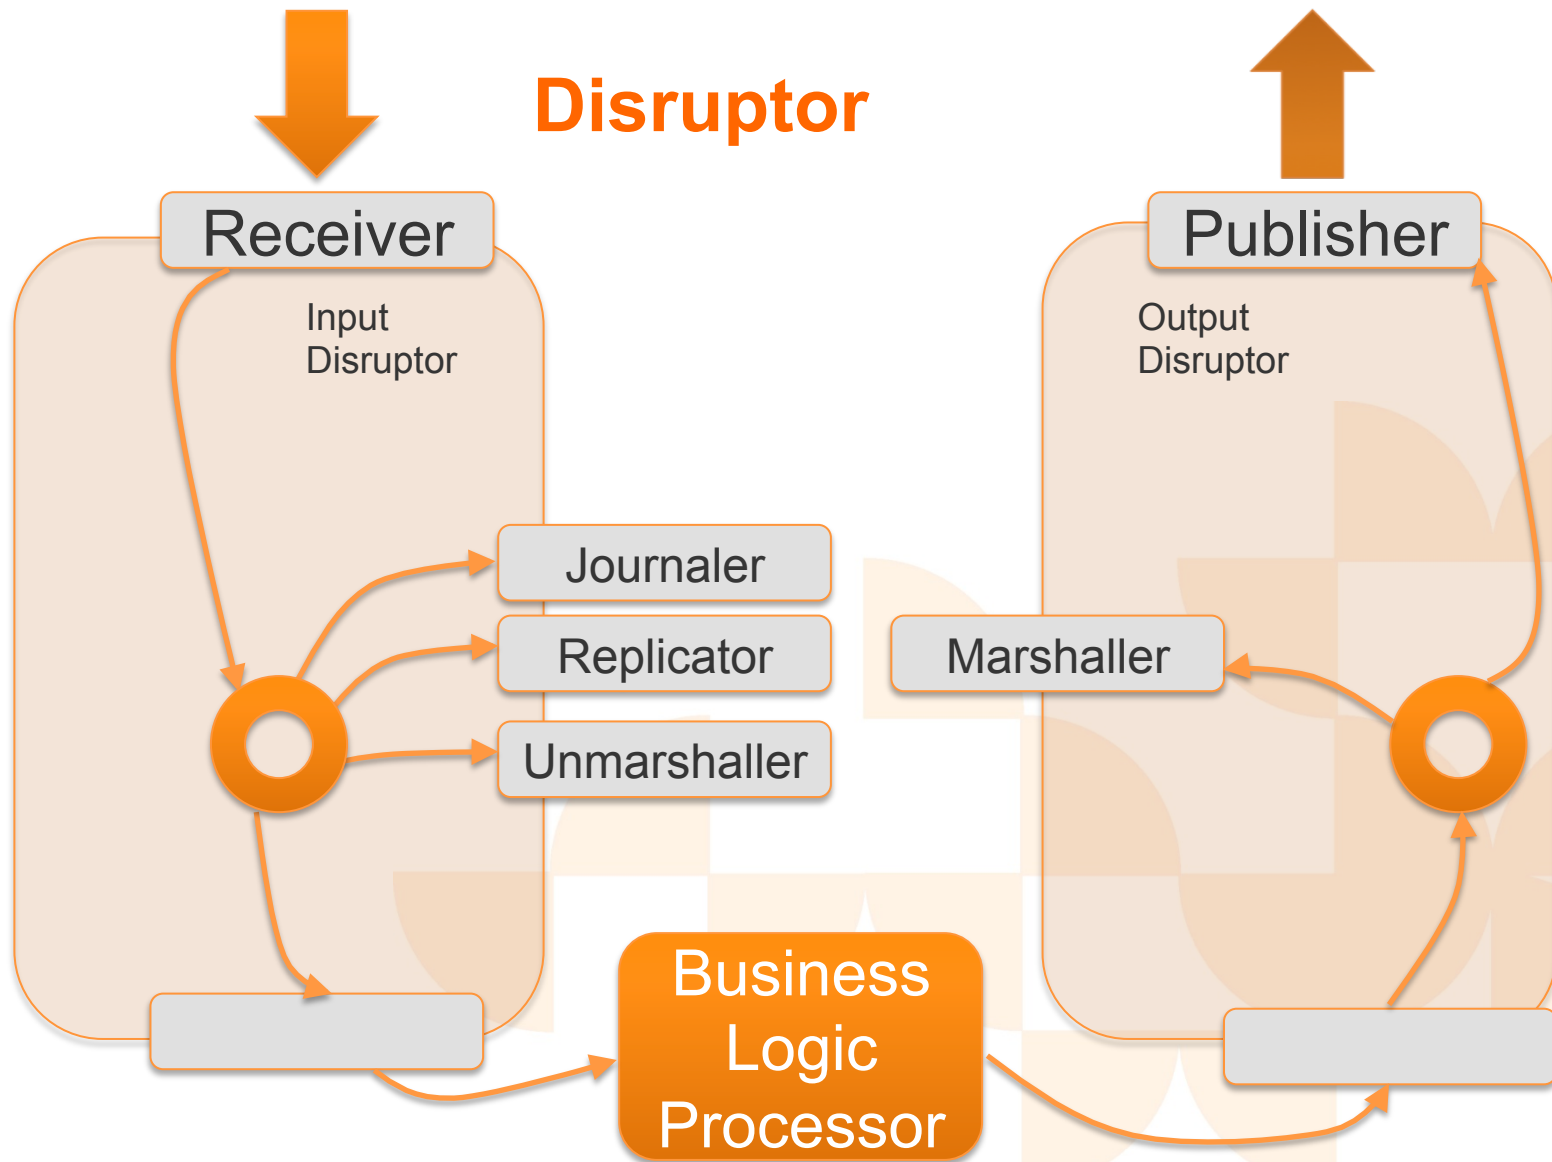 Disruptor
Receiver
Publisher
Input
Disruptor
Output
Disruptor
Journaler
Replicator
Marshaller
Unmarshaller
Business
Logic
Processor